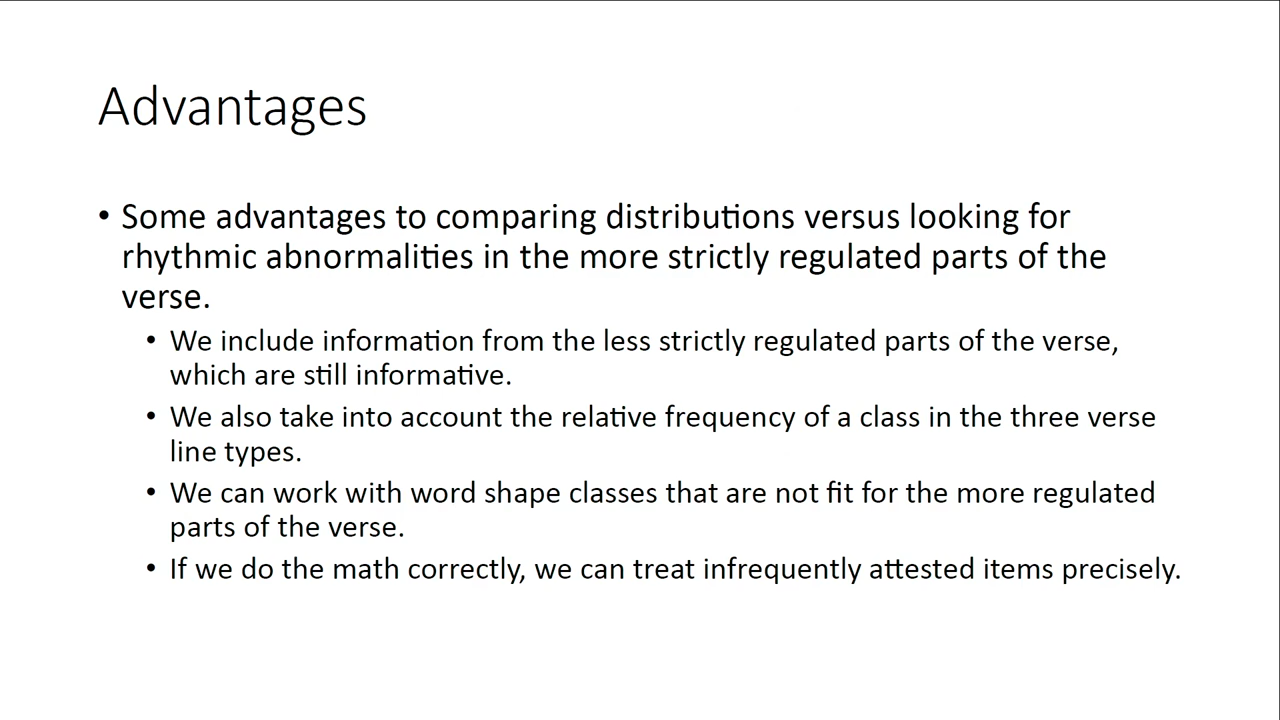 Advantages
• Some advantages to comparing distributions versus looking for
rhythmic abnormalities in the more strictly regulated parts of the
verse.
• We include information from the less strictly regulated parts of the verse,
which are still informative.
• We also take into account the relative frequency of a class in the three verse
line types.
• We can work with word shape classes that are not fit for the more regulated
parts of the verse.
• If we do the math correctly, we can treat infrequently attested items precisely.